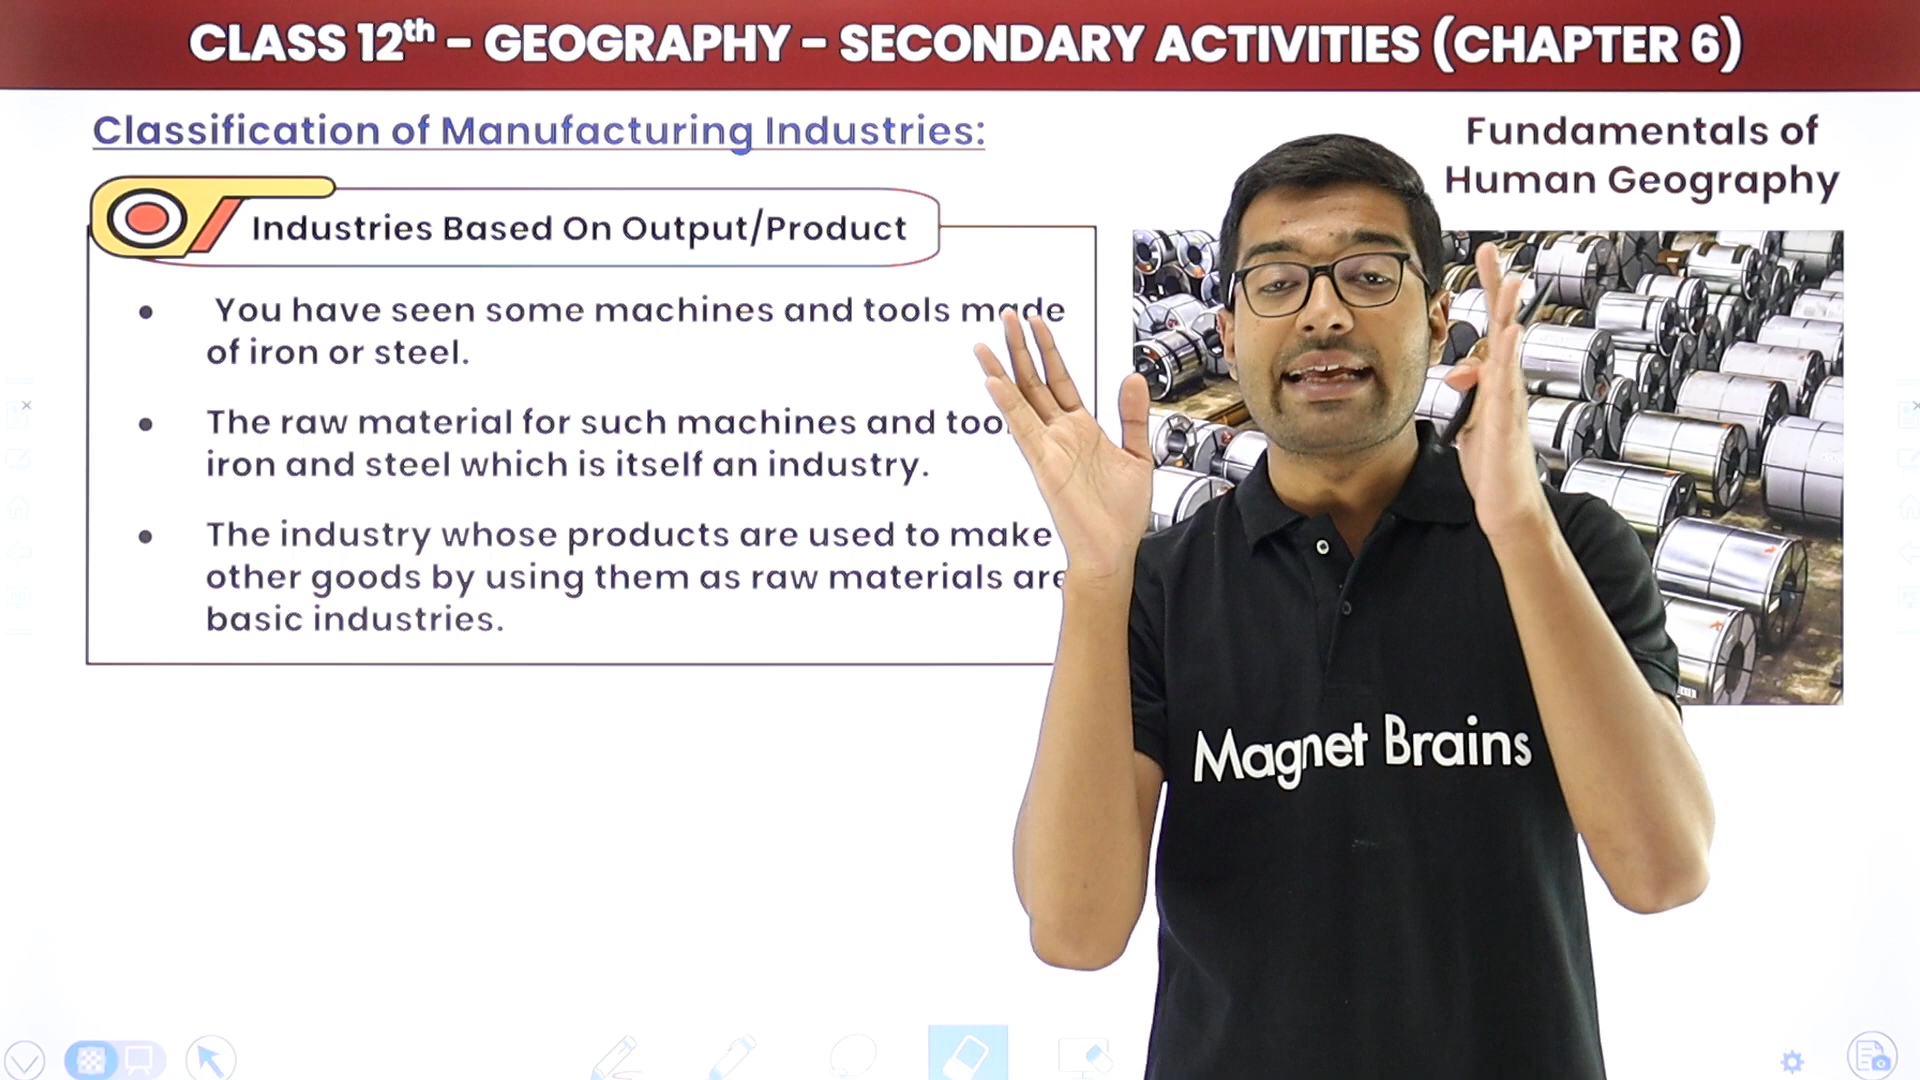 CLASS 12th - GEOGRAPHY - SECONDARY ACTIVITIES (CHAPTER 6)
Classification of Manufacturing Industries:
Fundamentals of
Human Geography
Industries Based On Output/Product
• You have seen some machines and tools made
of iron or steel.
• The raw material for such machines and
iron and steel which is itself an industry.
• The industry whose products are used to make
other goods by using them as raw materials are
basic industries.
Magnet Brains